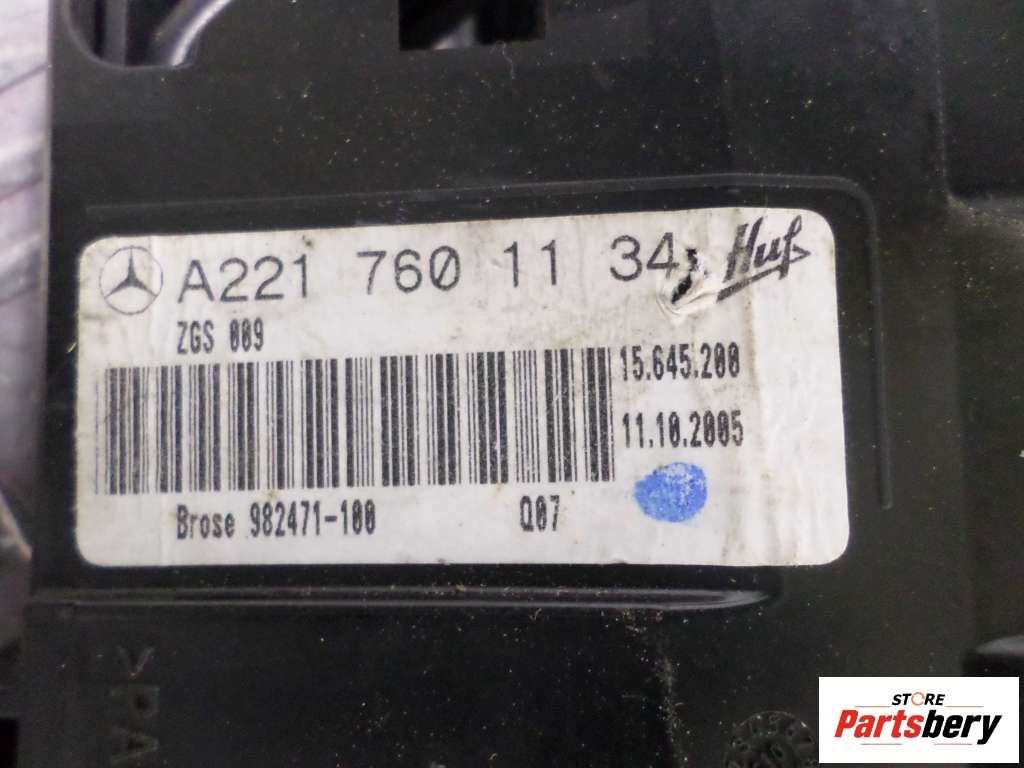 A221 760 11 34
Huf
ZGS 009
15.645.200
11.10.2005
Brose 982471-100 Q07
>PA
STORE
Partsbery